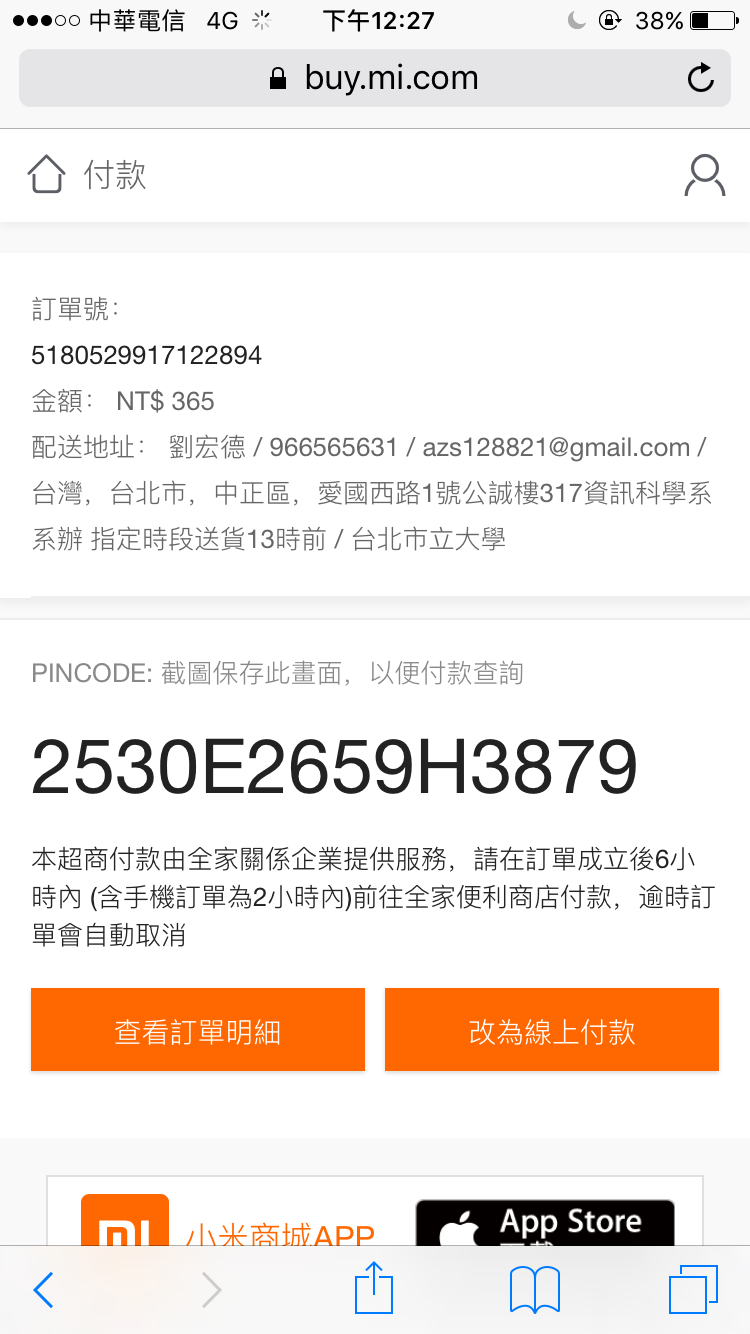 中華電信 4G 下午12:27 38%
buy.mi.com
付款
訂單號：
5180529917122894
金額： NT$ 365
配送地址： 劉宏德 / 966565631 / azs128821@gmail.com /
台灣，台北市，中正區，愛國西路1號公誠樓317資訊科學系
系辦 指定時段送貨13時前 / 台北市立大學
PINCODE: 截圖保存此畫面，以便付款查詢
2530E2659H3879
本超商付款由全家關係企業提供服務，請在訂單成立後6小
時內 (含手機訂單為2小時內)前往全家便利商店付款，逾時訂
單會自動取消
查看訂單明細 改為線上付款
小米商城APP App Store